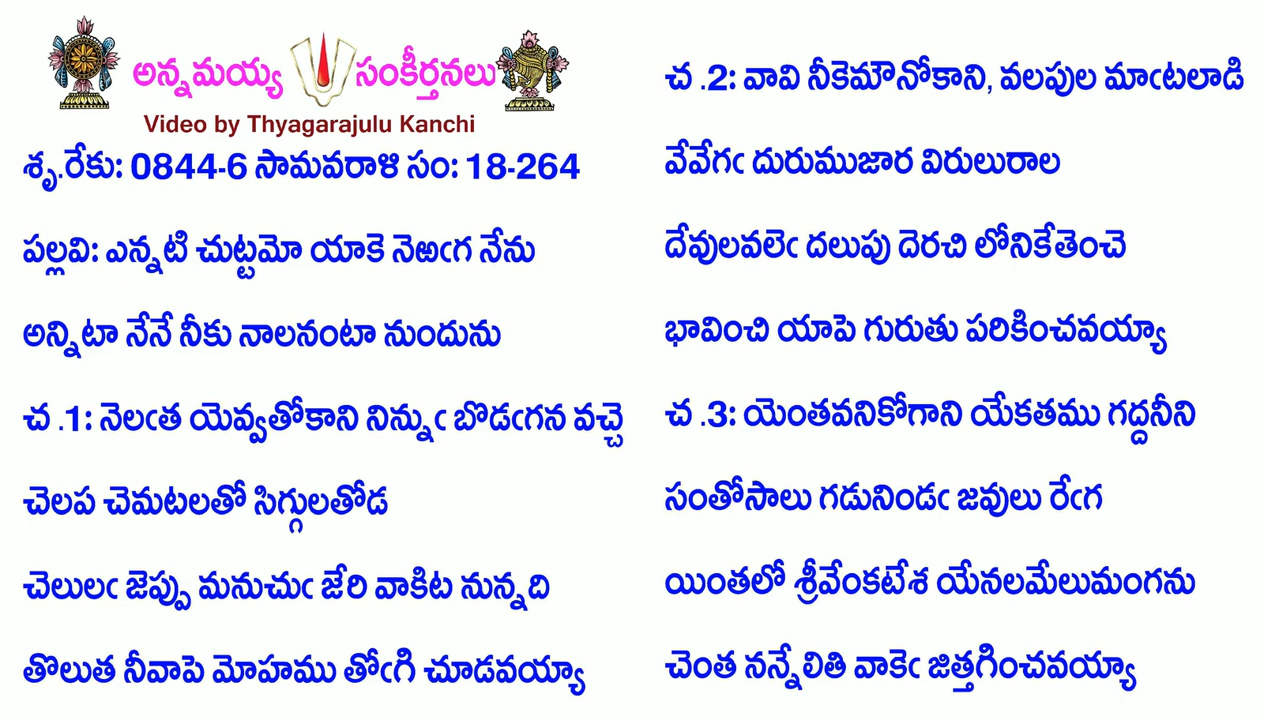 అన్నమయ్య సంకీర్తనలు
Video by Thyagarajulu Kanchi
శృ.రేకు: 0844-6 సామవరాళి సం: 18-264
పల్లవి: ఎన్నటి చుట్టమో యాకె నెఱఁగ నేను
అన్నిటా నేనే నీకు నాలనంటా నుందును
చ .1: నెలఁత యెవ్వతోకాని నిన్నుఁ బొడఁగన వచ్చె
చెలప చెమటలతో సిగ్గులతోడ
చెలులఁ జెప్పు మనుచుఁ జేరి వాకిట నున్నది
తొలుత నీవాపె మోహము తోఁగి చూడవయ్యా
చ .2: వావి నీకెమౌనోకాని, వలపుల మాఁటలాడి
వేవేగఁ దురుముజార విరులురాల
దేవులవలెఁ దలుపు దెరచి లోనికేతెంచె
భావించి యాపె గురుతు పరికించవయ్యా
చ .3: యెంతవనికోగాని యేకతము గద్దనీని
సంతోసాలు గడునిండఁ జవులు రేఁగ
యింతలో శ్రీవేంకటేశ యేనలమేలుమంగను
చెంత నన్నేలితి వాకెఁ జిత్తగించవయ్యా